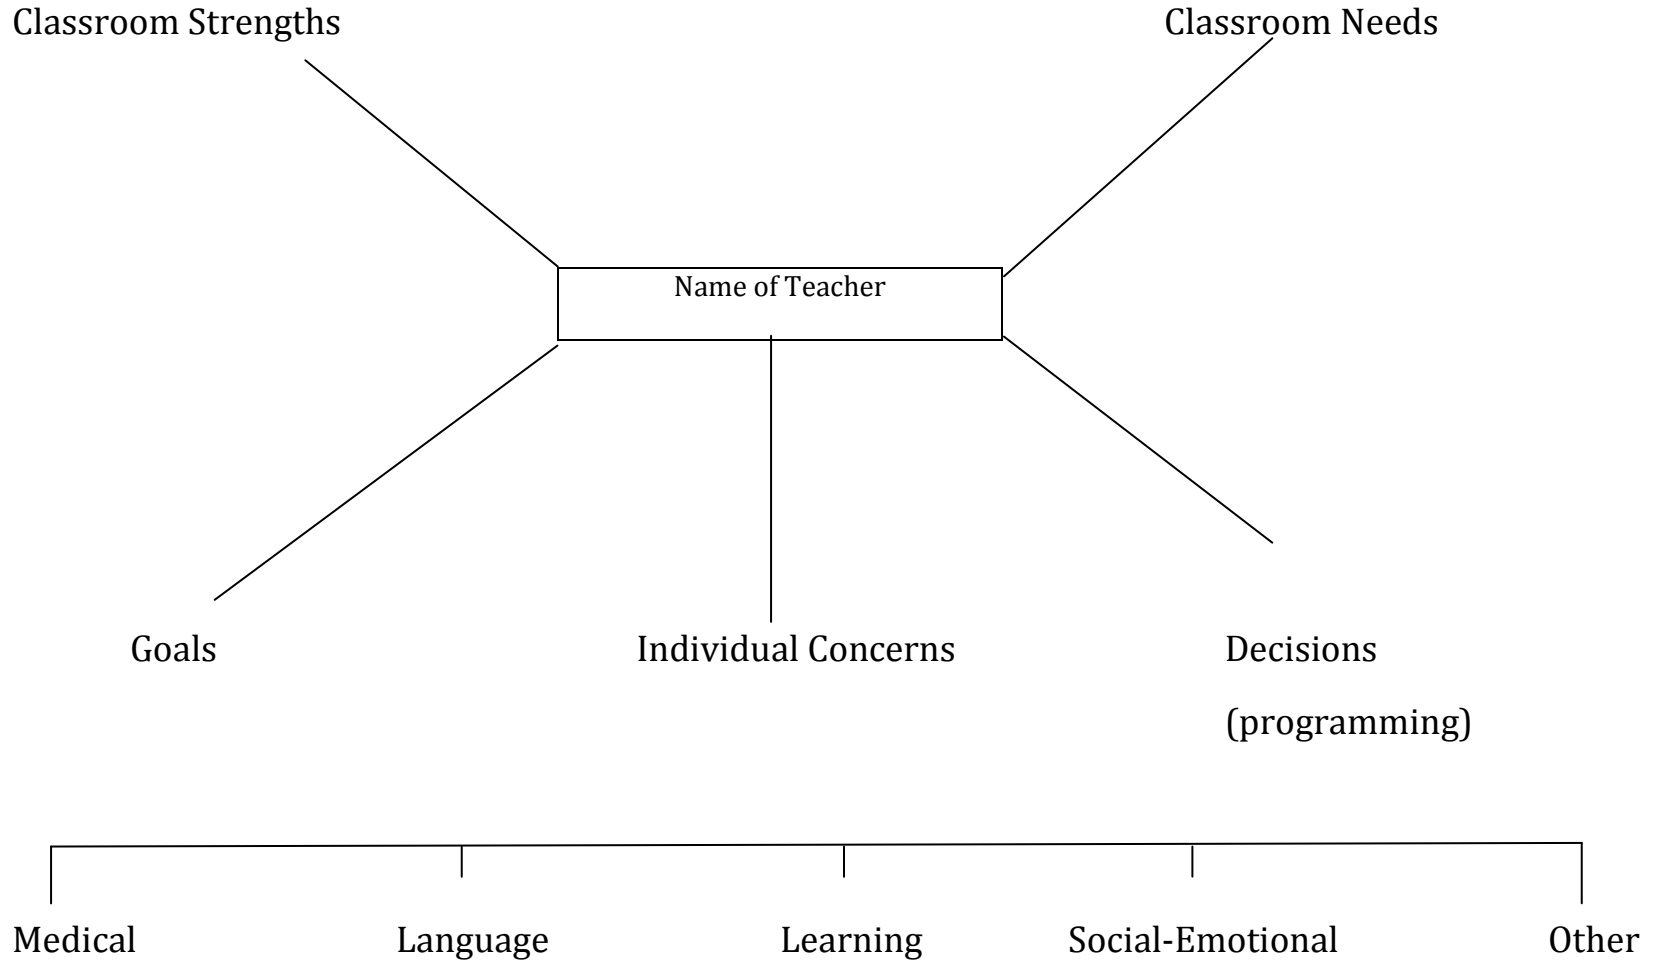 Classroom Strengths
Classroom Needs
Name of Teacher
Goals
Individual Concerns
Decisions
(programming)
Medical
Language
Learning
Social-Emotional
Other